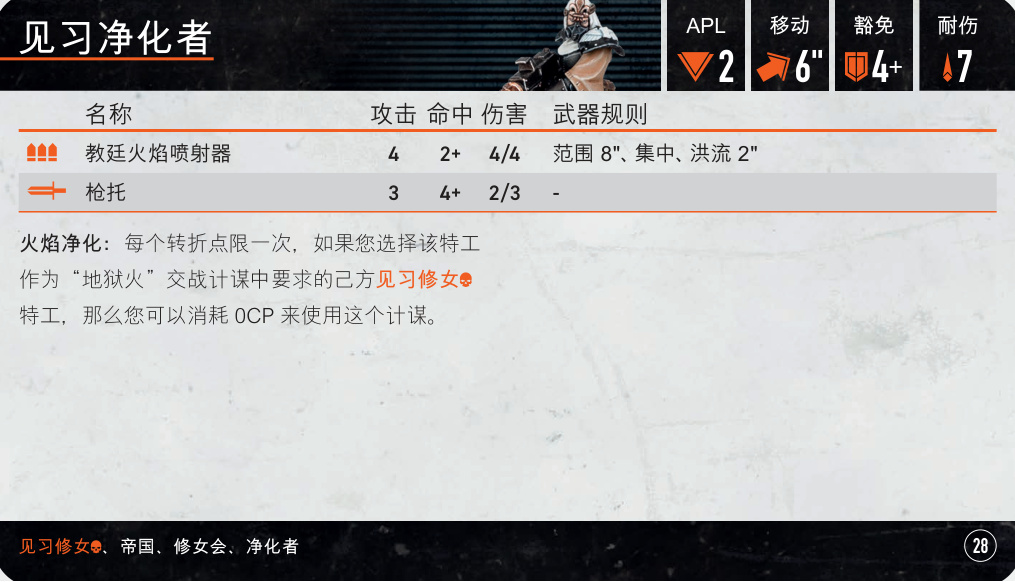 见习净化者
APL 移动 豁免 耐伤
2 6" 4+ 7
名称 攻击 命中 伤害 武器规则
教廷火焰喷射器 4 2+ 4/4 范围 8"、集中、洪流 2"
枪托 3 4+ 2/3 -
火焰净化：每个转折点限一次，如果您选择该特工
作为“地狱火”交战计谋中要求的己方见习修女
特工，那么您可以消耗 0CP 来使用这个计谋。
见习修女、帝国、修女会、净化者
28